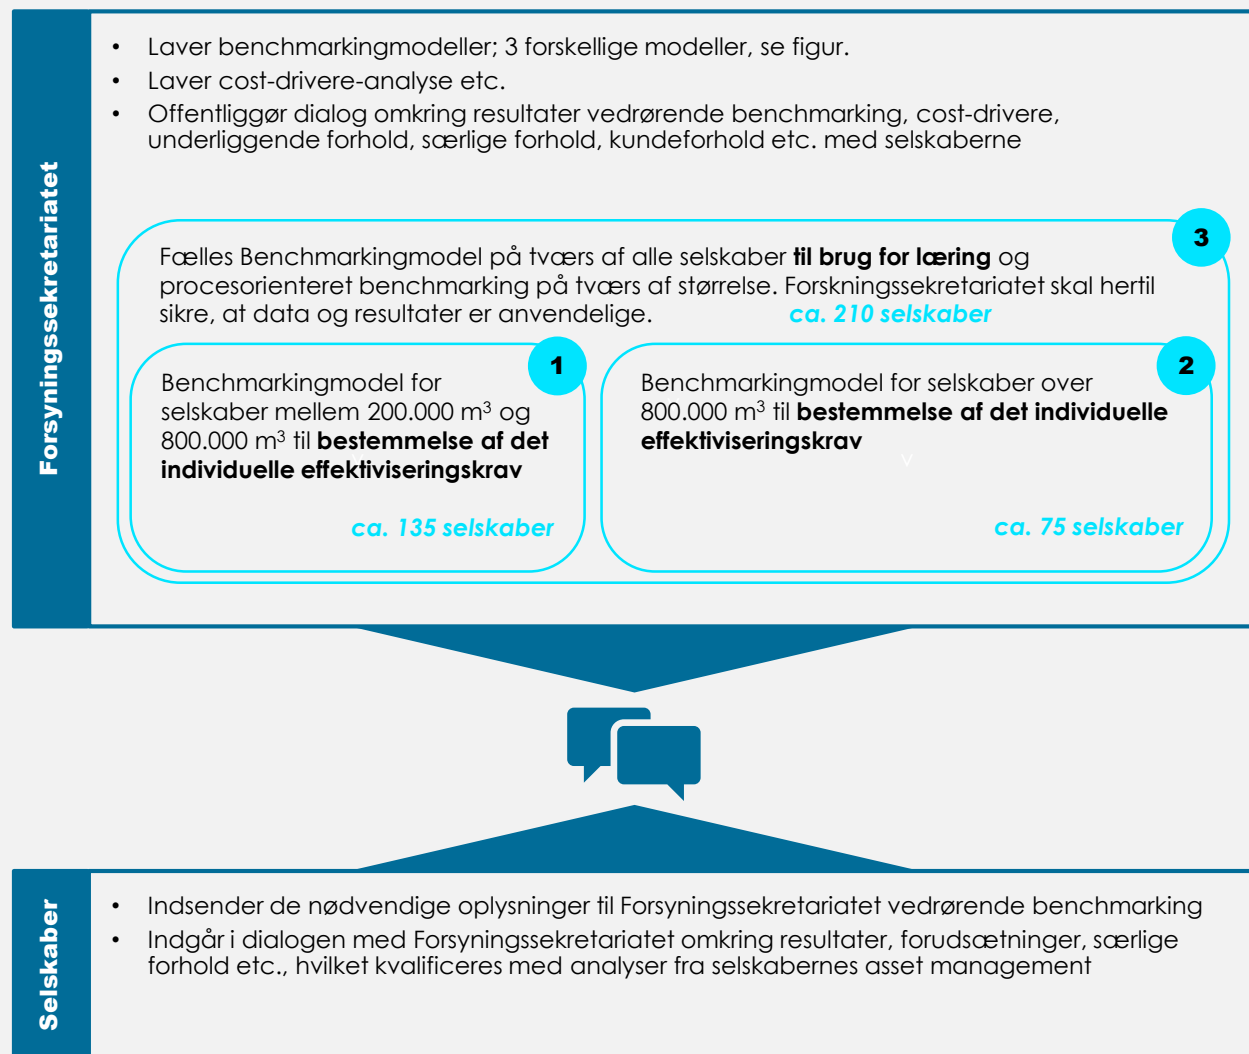 Forsyningssekretariatet
• Laver benchmarkingmodeller; 3 forskellige modeller, se figur.
• Laver cost-drivere-analyse etc.
• Offentliggør dialog omkring resultater vedrørende benchmarking, cost-drivere,
underliggende forhold, særlige forhold, kundeforhold etc. med selskaberne
3
Fælles Benchmarkingmodel på tværs af alle selskaber til brug for læring og
procesorienteret benchmarking på tværs af størrelse. Forskningssekretariatet skal hertil
sikre, at data og resultater er anvendelige. ca. 210 selskaber
1
Benchmarkingmodel for
selskaber mellem 200.000 m³ og
800.000 m³ til bestemmelse af det
individuelle effektiviseringskrav
ca. 135 selskaber
2
Benchmarkingmodel for selskaber over
800.000 m³ til bestemmelse af det individuelle
effektiviseringskrav
v
ca. 75 selskaber
Selskaber
• Indsender de nødvendige oplysninger til Forsyningssekretariatet vedrørende benchmarking
• Indgår i dialogen med Forsyningssekretariatet omkring resultater, forudsætninger, særlige
forhold etc., hvilket kvalificeres med analyser fra selskabernes asset management